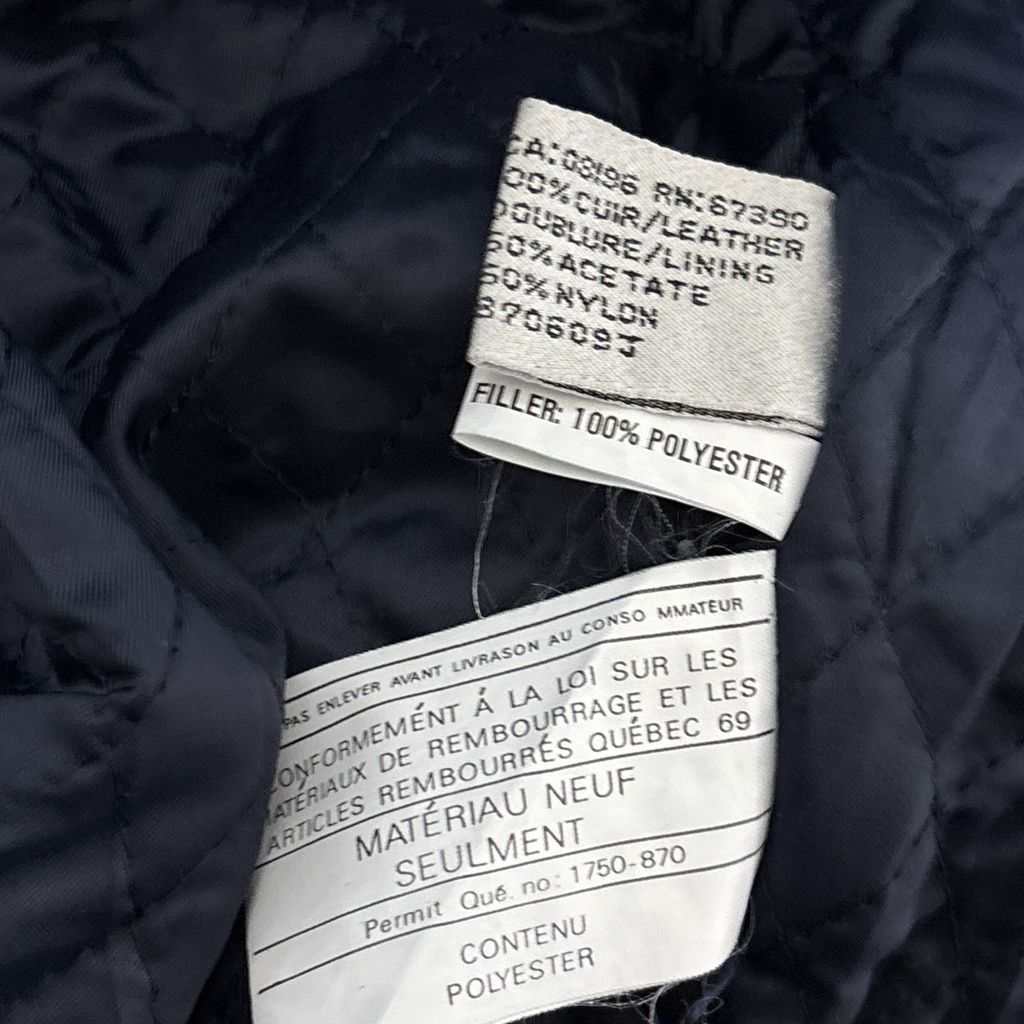 CA:08196 RN:67390
100%CUIR/LEATHER
DOUBLURE/LINING
50%ACETATE
50%NYLON
870609J
FILLER: 100% POLYESTER
PAS ENLEVER AVANT LIVRASON AU CONSO MMATEUR
CONFORMEMÉNT Á LA LOI SUR LES
MATÉRIAUX DE REMBOURRAGE ET LES
ARTICLES REMBOURRÉS QUÉBEC 69
MATÉRIAU NEUF
SEULMENT
Permit Qué. no: 1750-870
CONTENU
POLYESTER